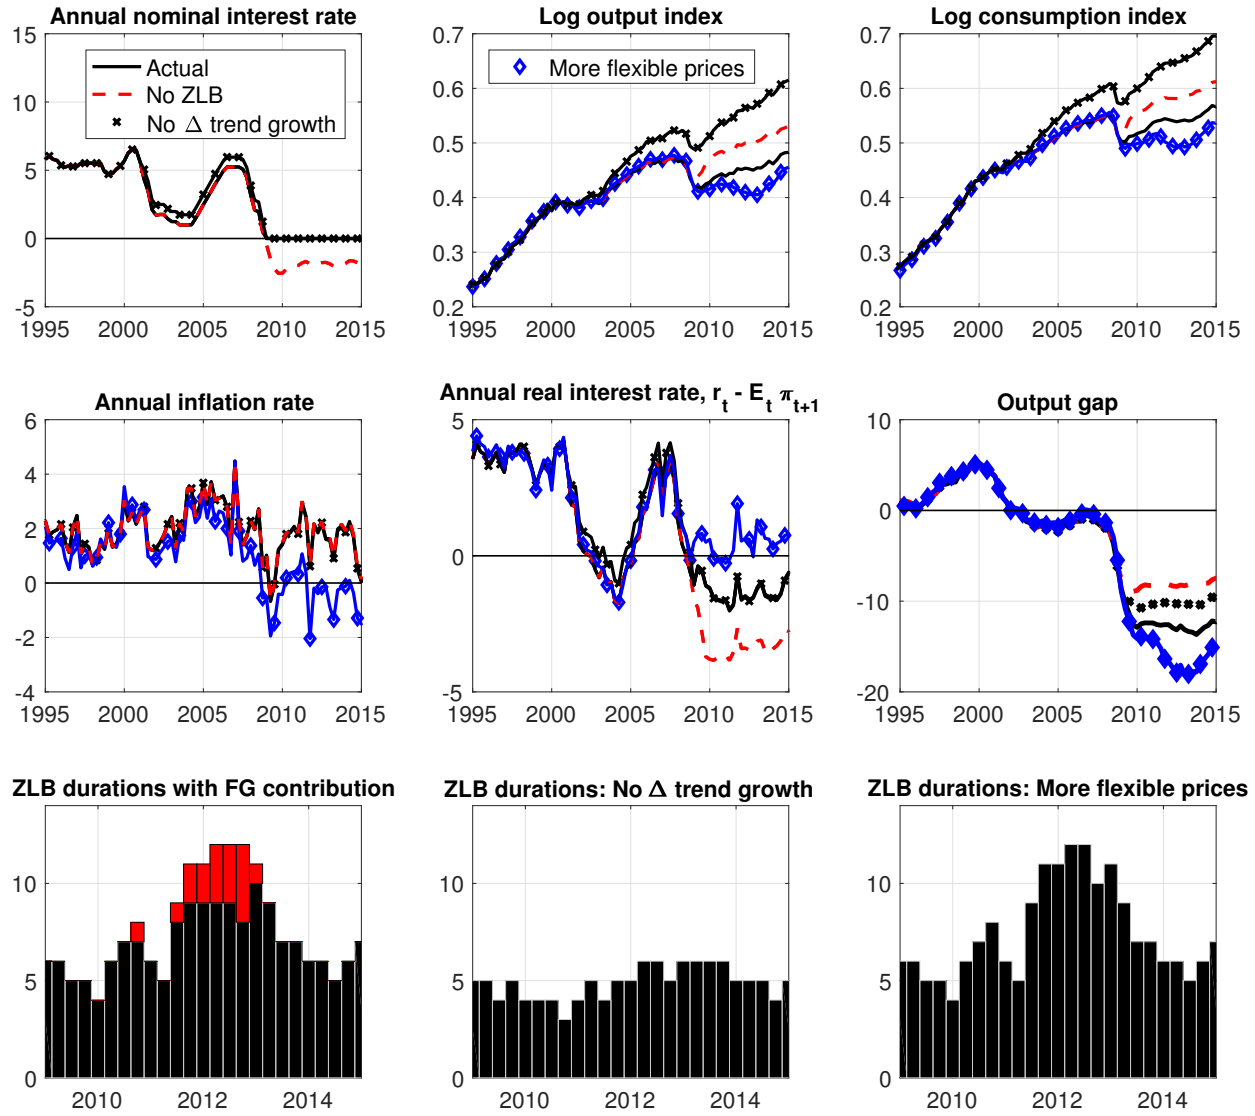 Annual nominal interest rate
15
10
5
0
-5
1995 2000 2005 2010 2015
Actual
No ZLB
No Δ trend growth
Log output index
0.7
0.6
0.5
0.4
0.3
0.2
1995 2000 2005 2010 2015
More flexible prices
Log consumption index
0.7
0.6
0.5
0.4
0.3
0.2
1995 2000 2005 2010 2015
Annual inflation rate
6
4
2
0
-2
-4
1995 2000 2005 2010 2015
Annual real interest rate, r_t - E_t π_{t+1}
5
0
-5
1995 2000 2005 2010 2015
Output gap
10
0
-10
-20
1995 2000 2005 2010 2015
ZLB durations with FG contribution
10
5
0
2010 2012 2014
ZLB durations: No Δ trend growth
10
5
0
2010 2012 2014
ZLB durations: More flexible prices
10
5
0
2010 2012 2014